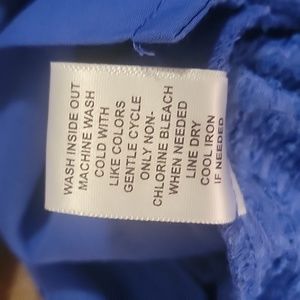 WASH INSIDE OUT
MACHINE WASH
COLD WITH
LIKE COLORS
GENTLE CYCLE
ONLY NON-
CHLORINE BLEACH
WHEN NEEDED
LINE DRY
COOL IRON
IF NEEDED